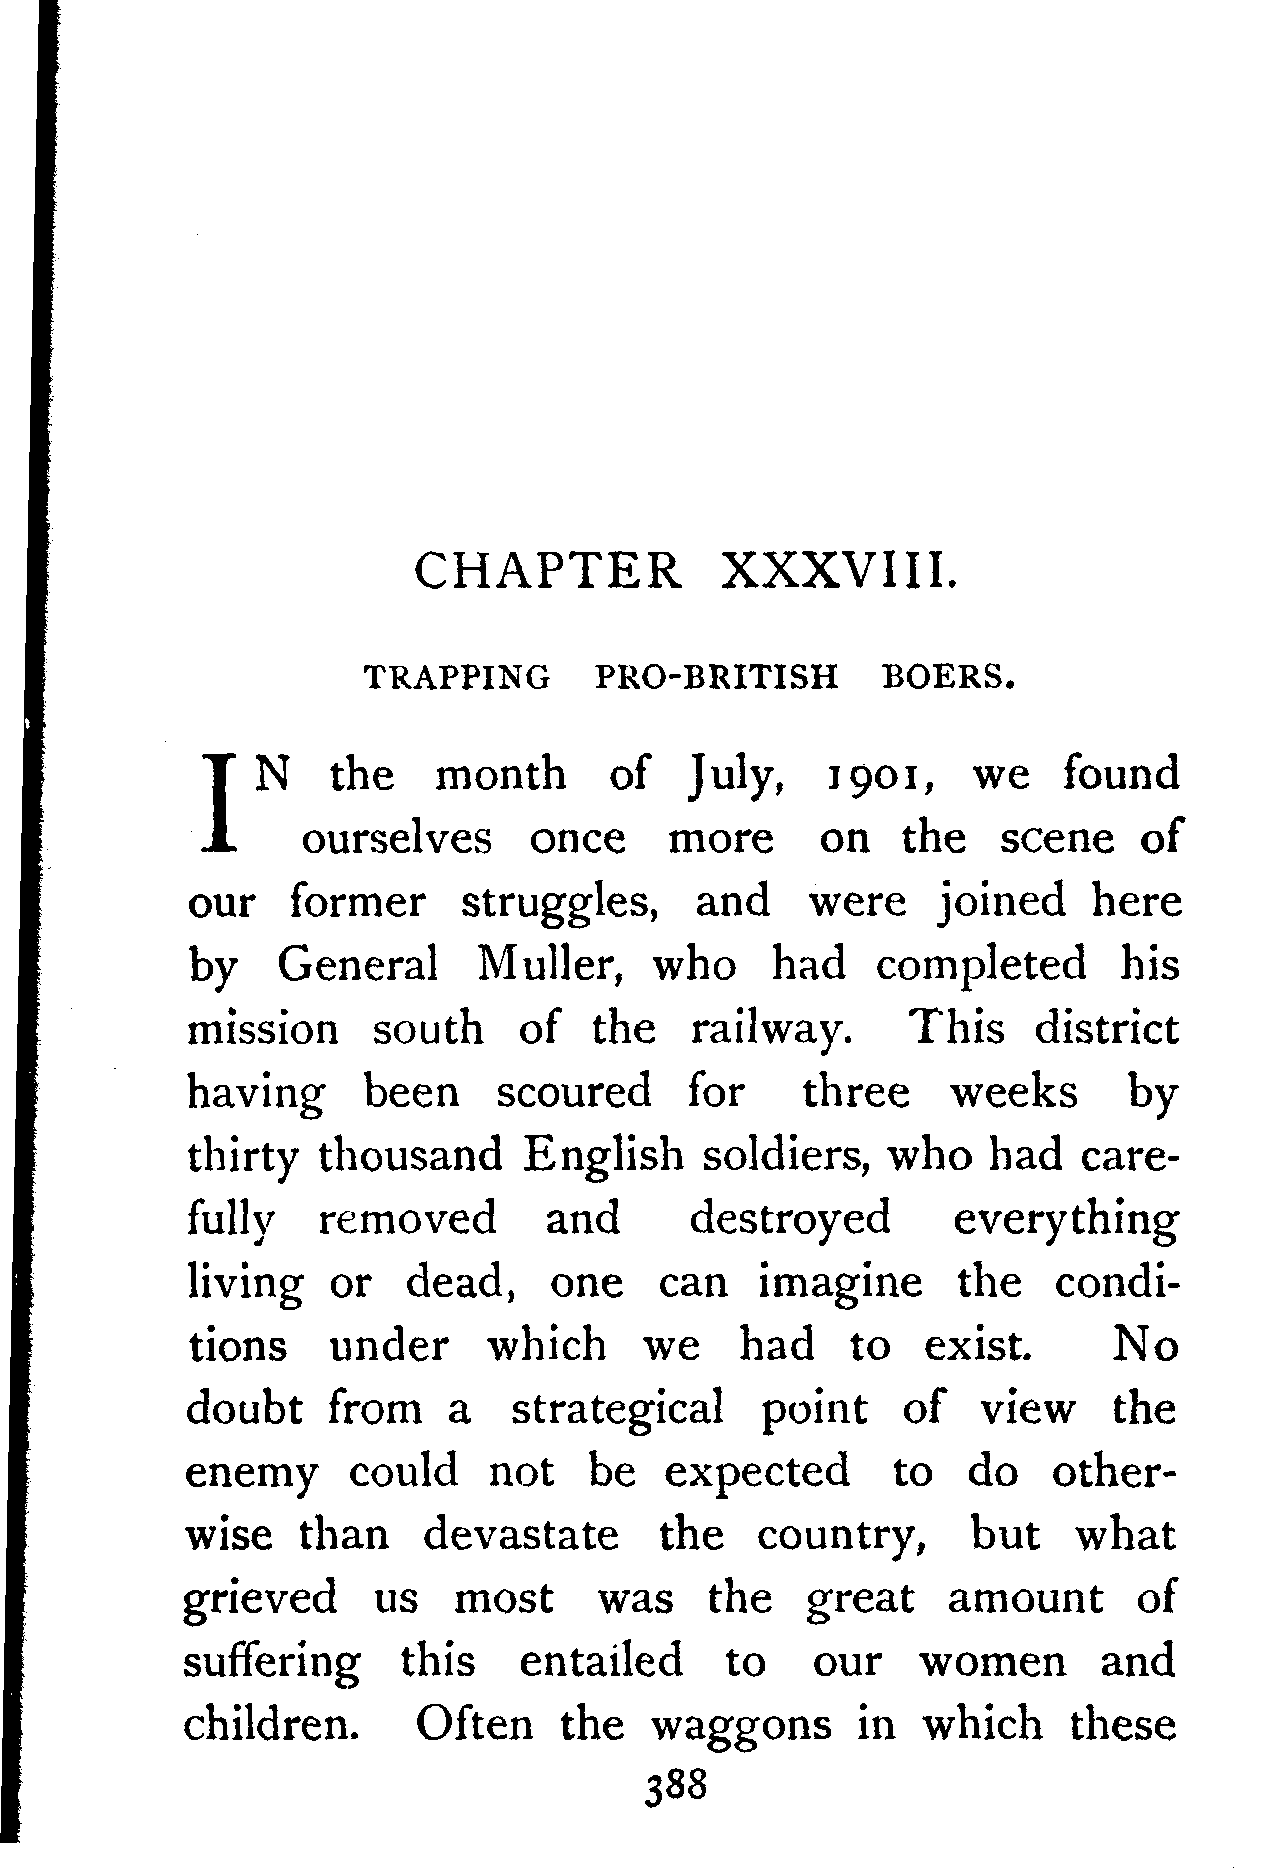 CHAPTER XXXVIII.
TRAPPING PRO-BRITISH BOERS.
IN the month of July, 1901, we found
ourselves once more on the scene of
our former struggles, and were joined here
by General Muller, who had completed his
mission south of the railway. This district
having been scoured for three weeks by
thirty thousand English soldiers, who had care-
fully removed and destroyed everything
living or dead, one can imagine the condi-
tions under which we had to exist. No
doubt from a strategical point of view the
enemy could not be expected to do other-
wise than devastate the country, but what
grieved us most was the great amount of
suffering this entailed to our women and
children. Often the waggons in which these
388